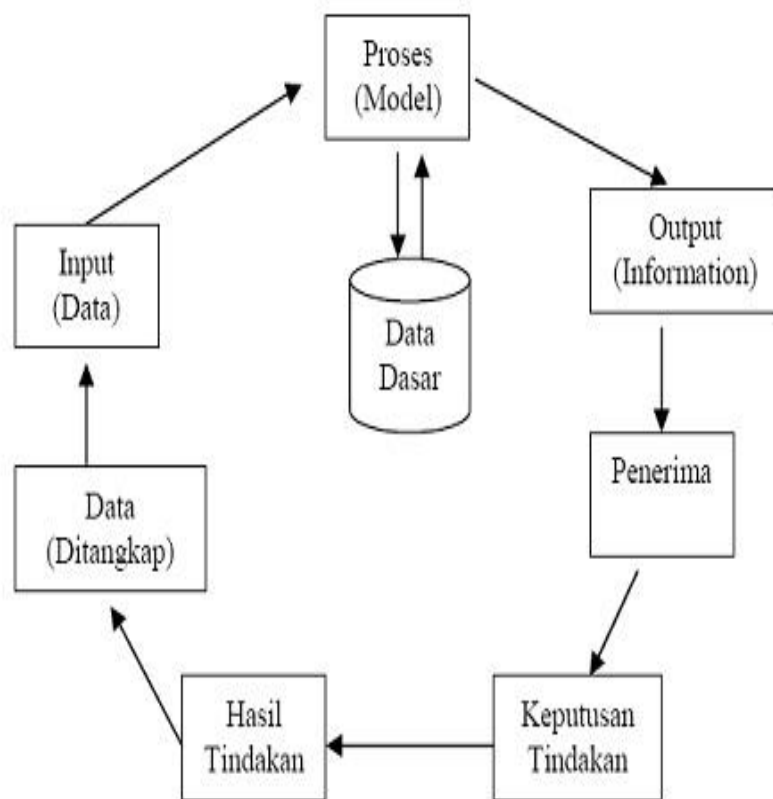 Proses
(Model)
Output
(Information)
Input
(Data)
Data
Dasar
Penerima
Data
(Ditangkap)
Hasil
Tindakan
Keputusan
Tindakan